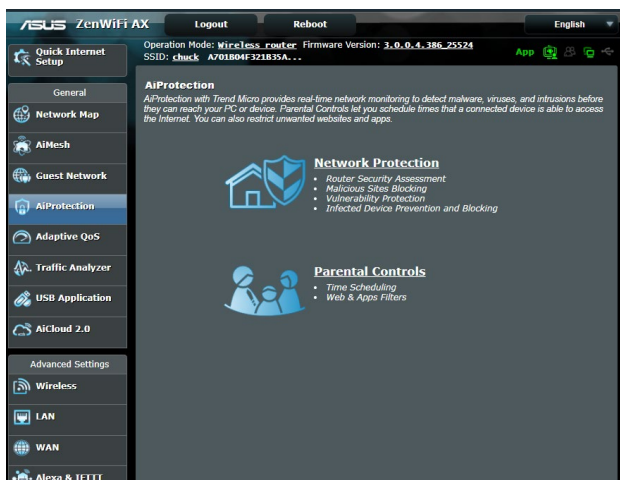 ASUS ZenWiFi AX Logout Reboot English
Quick Internet Setup
Operation Mode: Wireless router Firmware Version: 3.0.0.4.386_25524
SSID: chuck A701B04F321B35A...
App
General
Network Map
AiMesh
Guest Network
AiProtection
Adaptive QoS
Traffic Analyzer
USB Application
AiCloud 2.0
Advanced Settings
Wireless
LAN
WAN
Alexa & IFTTT
AiProtection
AiProtection with Trend Micro provides real-time network monitoring to detect malware, viruses, and intrusions before
they can reach your PC or device. Parental Controls let you schedule times that a connected device is able to access
the Internet. You can also restrict unwanted websites and apps.
Network Protection
• Router Security Assessment
• Malicious Sites Blocking
• Vulnerability Protection
• Infected Device Prevention and Blocking
Parental Controls
• Time Scheduling
• Web & Apps Filters